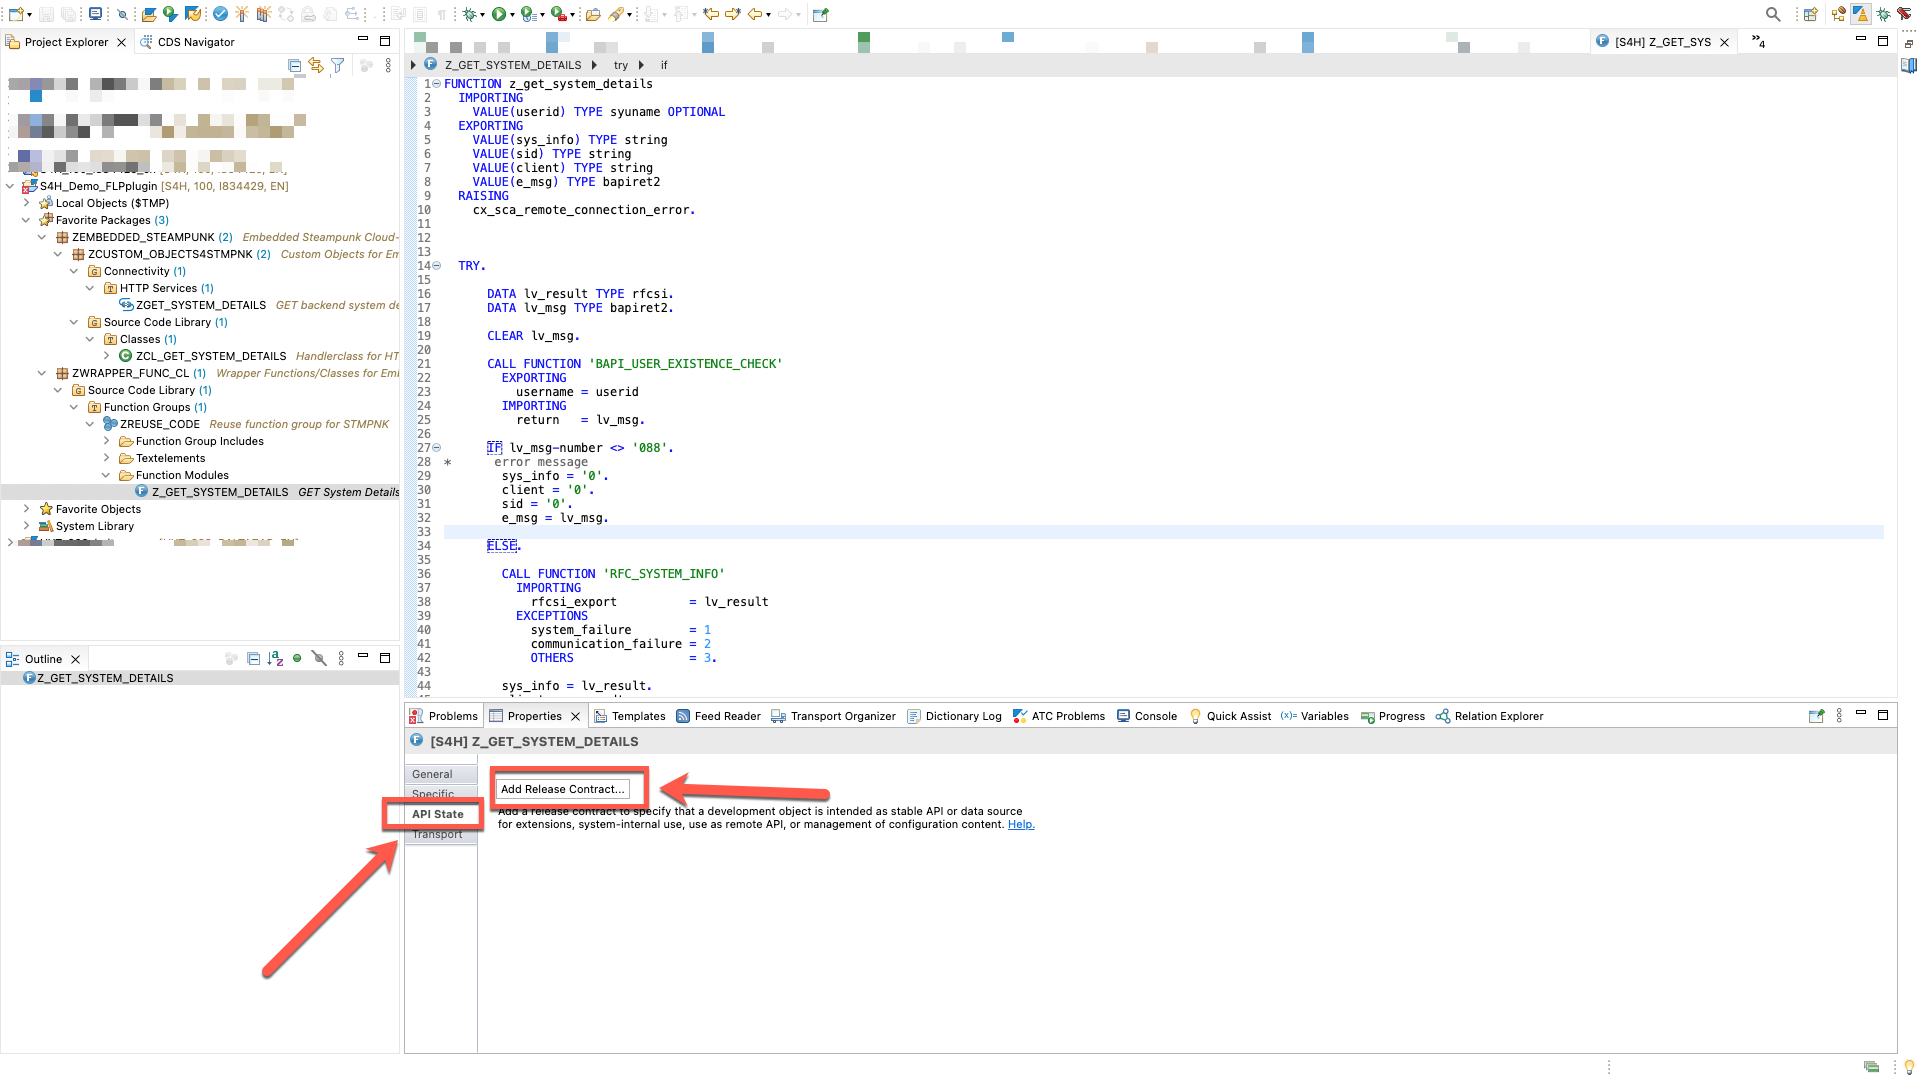 Project Explorer
CDS Navigator
[S4H] Z_GET_SYS
4
Z_GET_SYSTEM_DETAILS
try
if
S4H_Demo_FLPplugin [S4H, 100, I834429, EN]
Local Objects ($TMP)
Favorite Packages (3)
ZEMBEDDED_STEAMPUNK (2) Embedded Steampunk Cloud-
ZCUSTOM_OBJECTS4STMPNK (2) Custom Objects for Em
Connectivity (1)
HTTP Services (1)
ZGET_SYSTEM_DETAILS GET backend system de
Source Code Library (1)
Classes (1)
ZCL_GET_SYSTEM_DETAILS Handlerclass for HT
ZWRAPPER_FUNC_CL (1) Wrapper Functions/Classes for Emb
Source Code Library (1)
Function Groups (1)
ZREUSE_CODE Reuse function group for STMPNK
Function Group Includes
Textelements
Function Modules
Z_GET_SYSTEM_DETAILS GET System Details
Favorite Objects
System Library
Outline
Z_GET_SYSTEM_DETAILS
1 FUNCTION z_get_system_details
2 IMPORTING
3 VALUE(userid) TYPE syuname OPTIONAL
4 EXPORTING
5 VALUE(sys_info) TYPE string
6 VALUE(sid) TYPE string
7 VALUE(client) TYPE string
8 VALUE(e_msg) TYPE bapiret2
9 RAISING
10 cx_sca_remote_connection_error.
11
12
13
14 TRY.
15
16 DATA lv_result TYPE rfcsi.
17 DATA lv_msg TYPE bapiret2.
18
19 CLEAR lv_msg.
20
21 CALL FUNCTION 'BAPI_USER_EXISTENCE_CHECK'
22 EXPORTING
23 username = userid
24 IMPORTING
25 return = lv_msg.
26
27 IF lv_msg-number <> '088'.
28 * error message
29 sys_info = '0'.
30 client = '0'.
31 sid = '0'.
32 e_msg = lv_msg.
33
34 ELSE.
35
36 CALL FUNCTION 'RFC_SYSTEM_INFO'
37 IMPORTING
38 rfcsi_export = lv_result
39 EXCEPTIONS
40 system_failure = 1
41 communication_failure = 2
42 OTHERS = 3.
43
44 sys_info = lv_result.
Problems
Properties
Templates
Feed Reader
Transport Organizer
Dictionary Log
ATC Problems
Console
Quick Assist
(x)= Variables
Progress
Relation Explorer
[S4H] Z_GET_SYSTEM_DETAILS
General
Specific
API State
Transport
Add Release Contract...
Add a release contract to specify that a development object is intended as stable API or data source
for extensions, system-internal use, use as remote API, or management of configuration content. Help.